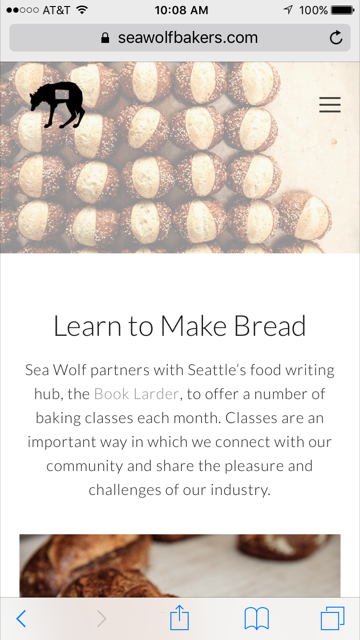 AT&T
10:08 AM
100%
seawolfbakers.com
Learn to Make Bread
Sea Wolf partners with Seattle's food writing
hub, the Book Larder, to offer a number of
baking classes each month. Classes are an
important way in which we connect with our
community and share the pleasure and
challenges of our industry.